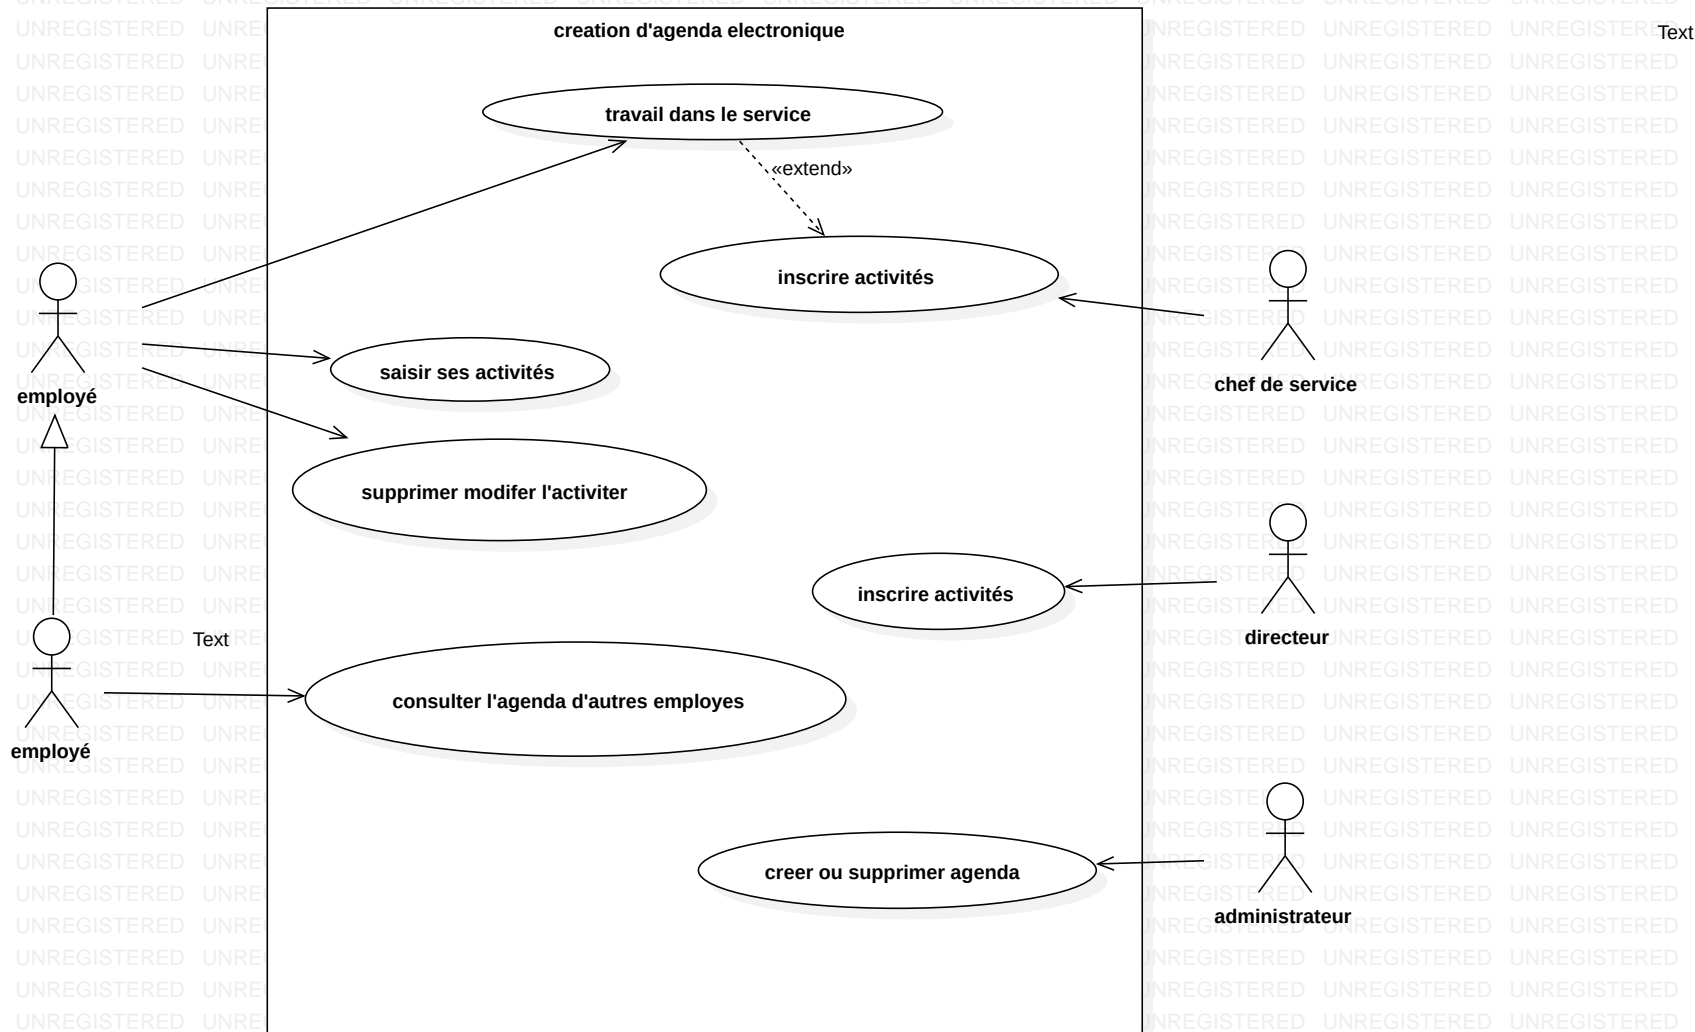 creation d'agenda electronique
Text
travail dans le service
«extend»
inscrire activités
saisir ses activités
chef de service
employé
supprimer modifer l'activiter
inscrire activités
directeur
Text
consulter l'agenda d'autres employes
employé
creer ou supprimer agenda
administrateur
UNREGISTERED